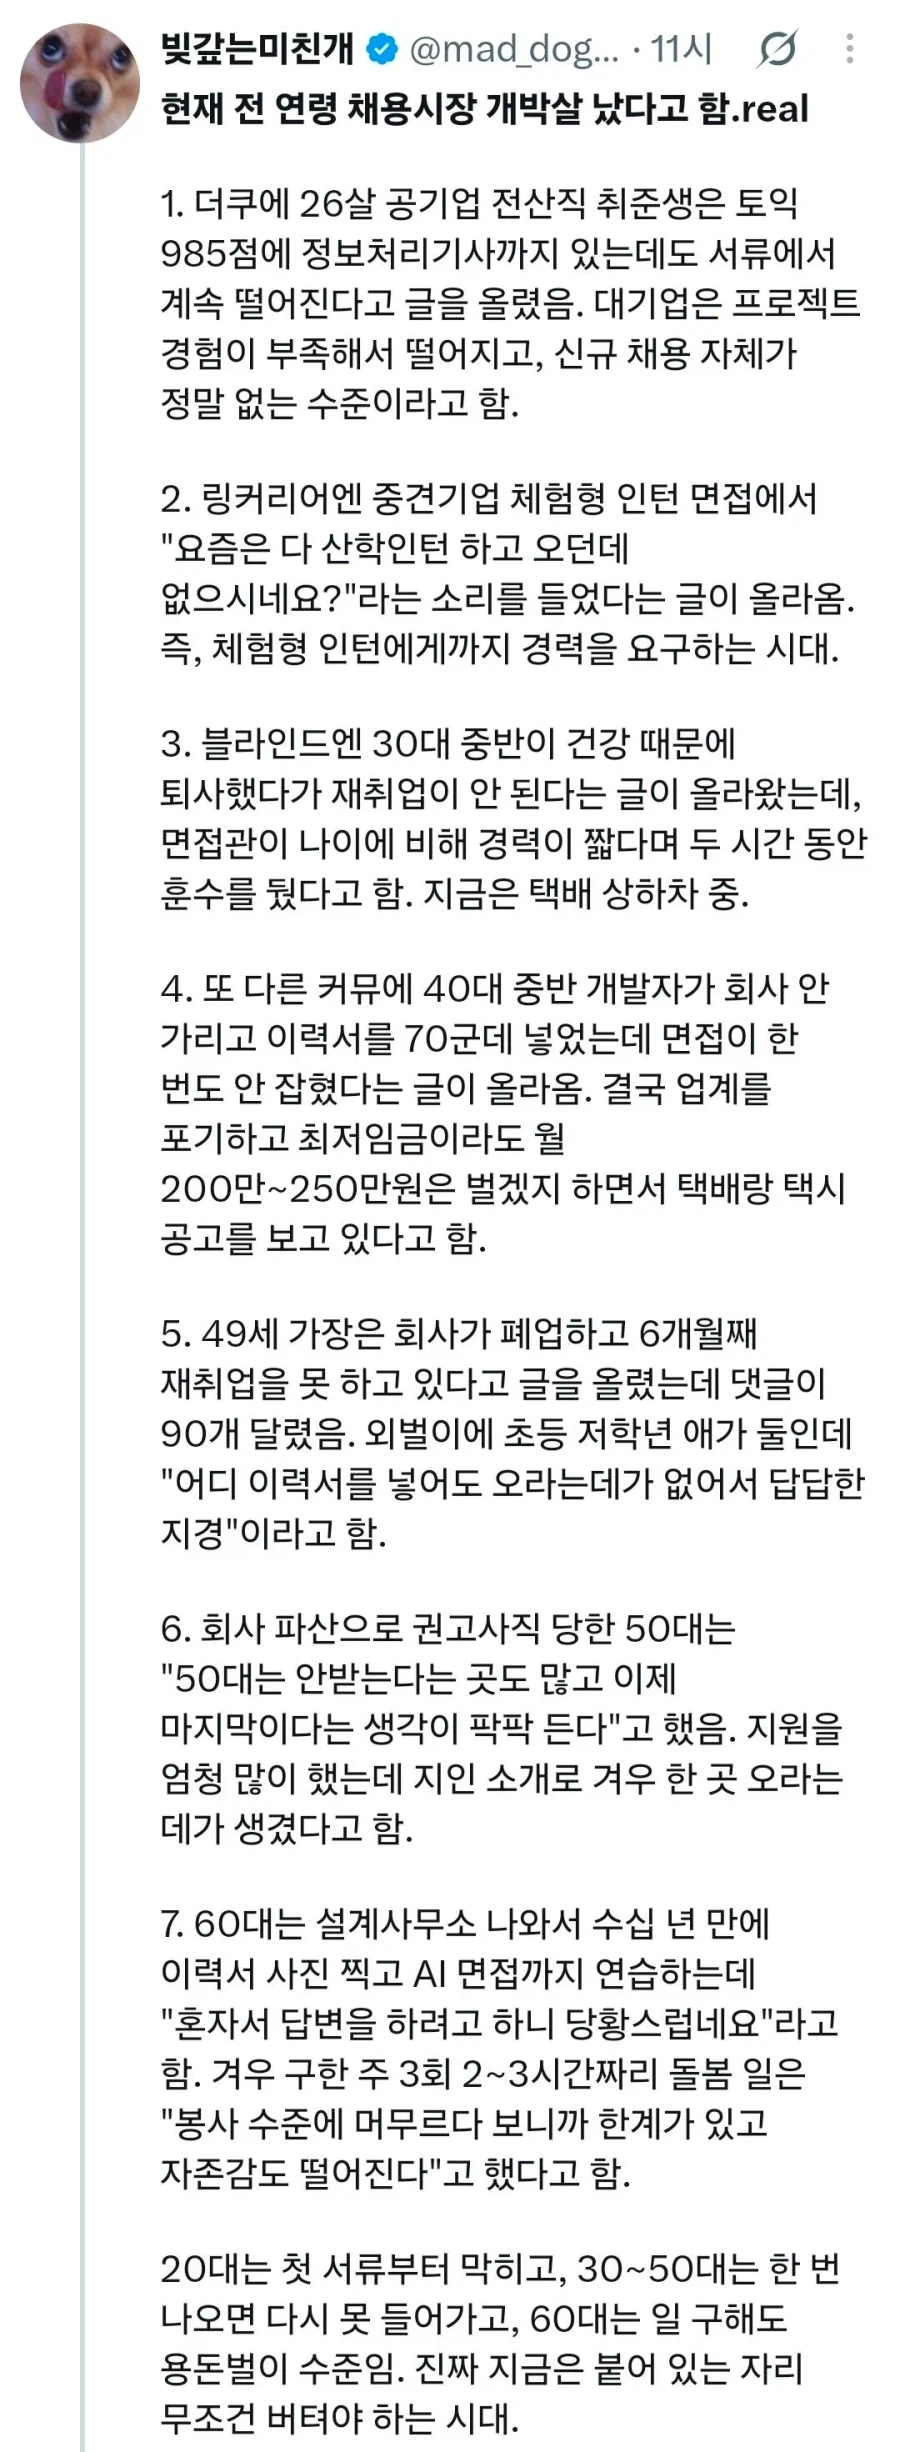 빚갚는미친개 @mad_dog... · 11시
현재 전 연령 채용시장 개박살 났다고 함.real
1. 더쿠에 26살 공기업 전산직 취준생은 토익
985점에 정보처리기사까지 있는데도 서류에서
계속 떨어진다고 글을 올렸음. 대기업은 프로젝트
경험이 부족해서 떨어지고, 신규 채용 자체가
정말 없는 수준이라고 함.
2. 링커리어엔 중견기업 체험형 인턴 면접에서
"요즘은 다 산학인턴 하고 오던데
없으시네요?"라는 소리를 들었다는 글이 올라옴.
즉, 체험형 인턴에게까지 경력을 요구하는 시대.
3. 블라인드엔 30대 중반이 건강 때문에
퇴사했다가 재취업이 안 된다는 글이 올라왔는데,
면접관이 나이에 비해 경력이 짧다며 두 시간 동안
훈수를 뒀다고 함. 지금은 택배 상하차 중.
4. 또 다른 커뮤에 40대 중반 개발자가 회사 안
가리고 이력서를 70군데 넣었는데 면접이 한
번도 안 잡혔다는 글이 올라옴. 결국 업계를
포기하고 최저임금이라도 월
200만~250만원은 벌겠지 하면서 택배랑 택시
공고를 보고 있다고 함.
5. 49세 가장은 회사가 폐업하고 6개월째
재취업을 못 하고 있다고 글을 올렸는데 댓글이
90개 달렸음. 외벌이에 초등 저학년 애가 둘인데
"어디 이력서를 넣어도 오라는데가 없어서 답답한
지경"이라고 함.
6. 회사 파산으로 권고사직 당한 50대는
"50대는 안받는다는 곳도 많고 이제
마지막이다는 생각이 팍팍 든다"고 했음. 지원을
엄청 많이 했는데 지인 소개로 겨우 한 곳 오라는
데가 생겼다고 함.
7. 60대는 설계사무소 나와서 수십 년 만에
이력서 사진 찍고 AI 면접까지 연습하는데
"혼자서 답변을 하려고 하니 당황스럽네요"라고
함. 겨우 구한 주 3회 2~3시간짜리 돌봄 일은
"봉사 수준에 머무르다 보니까 한계가 있고
자존감도 떨어진다"고 했다고 함.
20대는 첫 서류부터 막히고, 30~50대는 한 번
나오면 다시 못 들어가고, 60대는 일 구해도
용돈벌이 수준임. 진짜 지금은 붙어 있는 자리
무조건 버텨야 하는 시대.